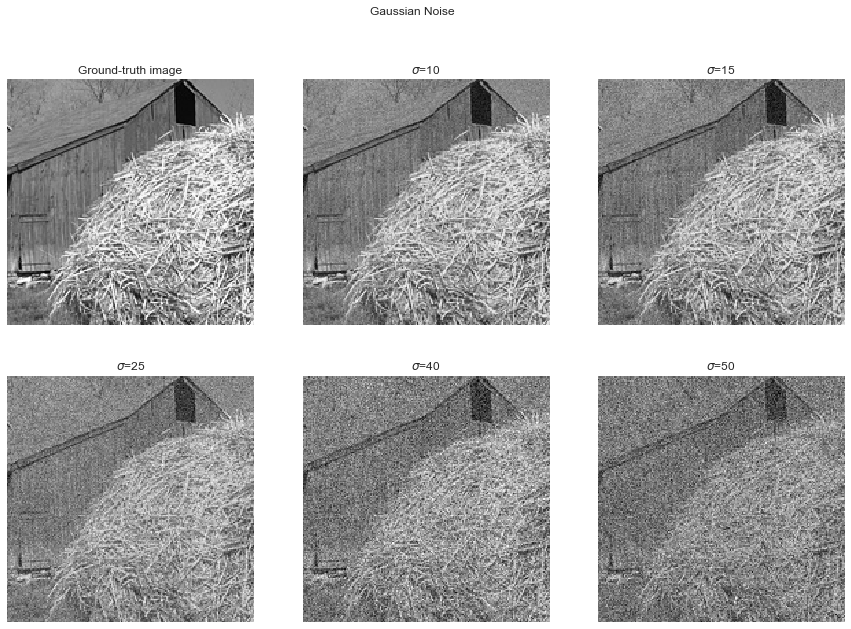 Gaussian Noise
Ground-truth image
σ=10
σ=15
σ=25
σ=40
σ=50